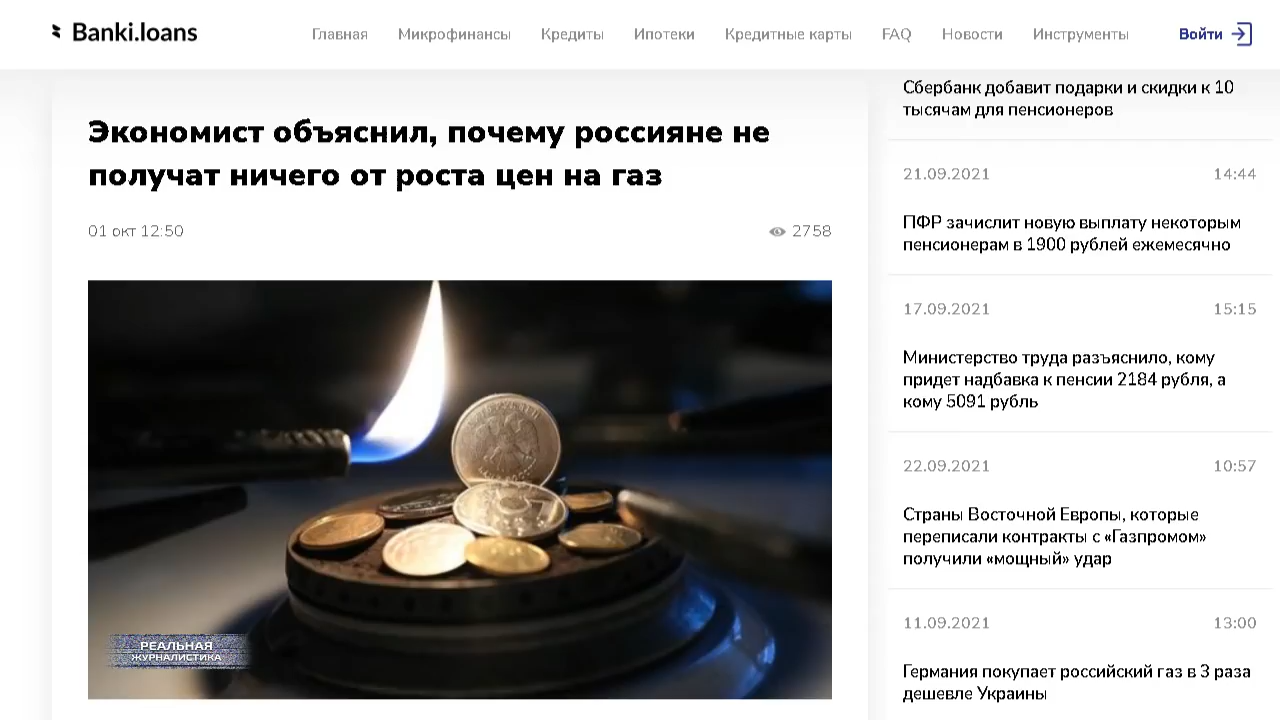 Banki.loans
Главная
Микрофинансы
Кредиты
Ипотеки
Кредитные карты
FAQ
Новости
Инструменты
Войти
Экономист объяснил, почему россияне не
получат ничего от роста цен на газ
01 окт 12:50
2758
РЕАЛЬНАЯ
ЖУРНАЛИСТИКА
Сбербанк добавит подарки и скидки к 10
тысячам для пенсионеров
21.09.2021
14:44
ПФР зачислит новую выплату некоторым
пенсионерам в 1900 рублей ежемесячно
17.09.2021
15:15
Министерство труда разъяснило, кому
придет надбавка к пенсии 2184 рубля, а
кому 5091 рубль
22.09.2021
10:57
Страны Восточной Европы, которые
переписали контракты с «Газпромом»
получили «мощный» удар
11.09.2021
13:00
Германия покупает российский газ в 3 раза
дешевле Украины